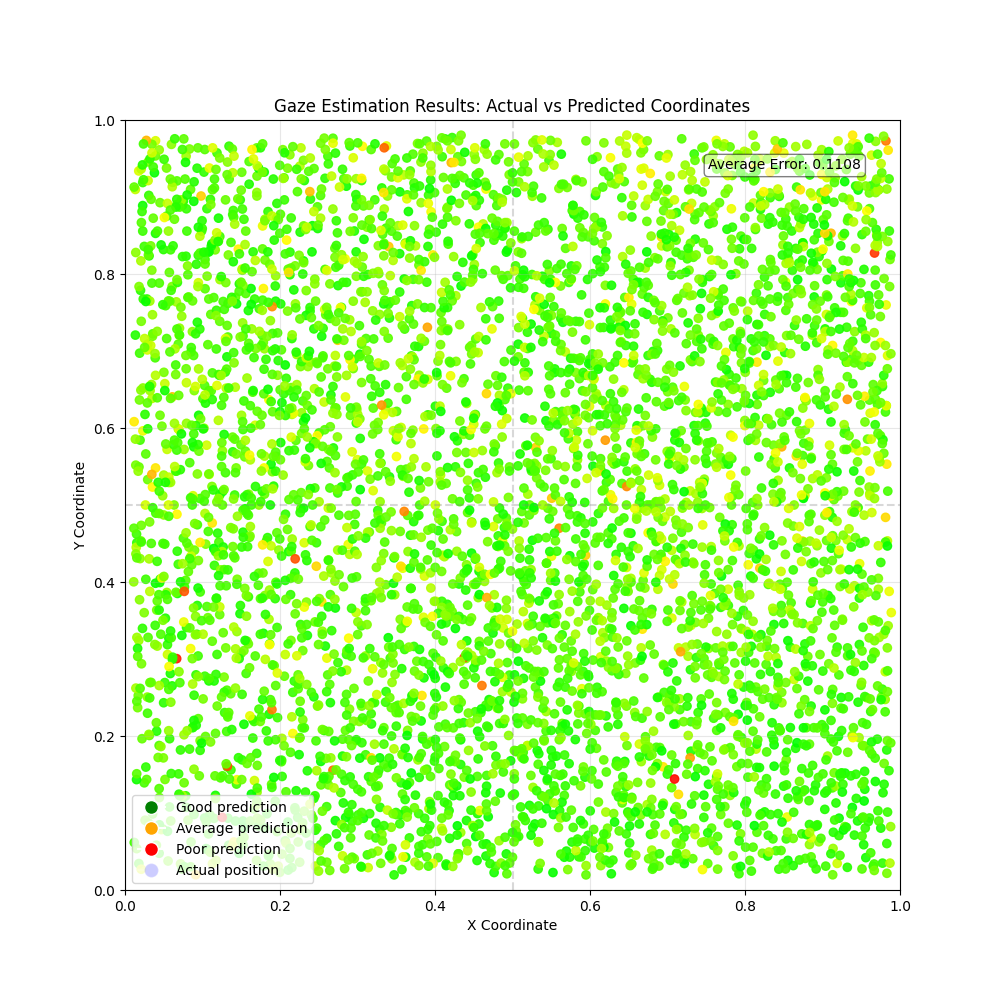 Gaze Estimation Results: Actual vs Predicted Coordinates
Average Error: 0.1108
Y Coordinate
1.0
0.8
0.6
0.4
0.2
0.0
Good prediction
Average prediction
Poor prediction
Actual position
0.0 0.2 0.4 0.6 0.8 1.0
X Coordinate